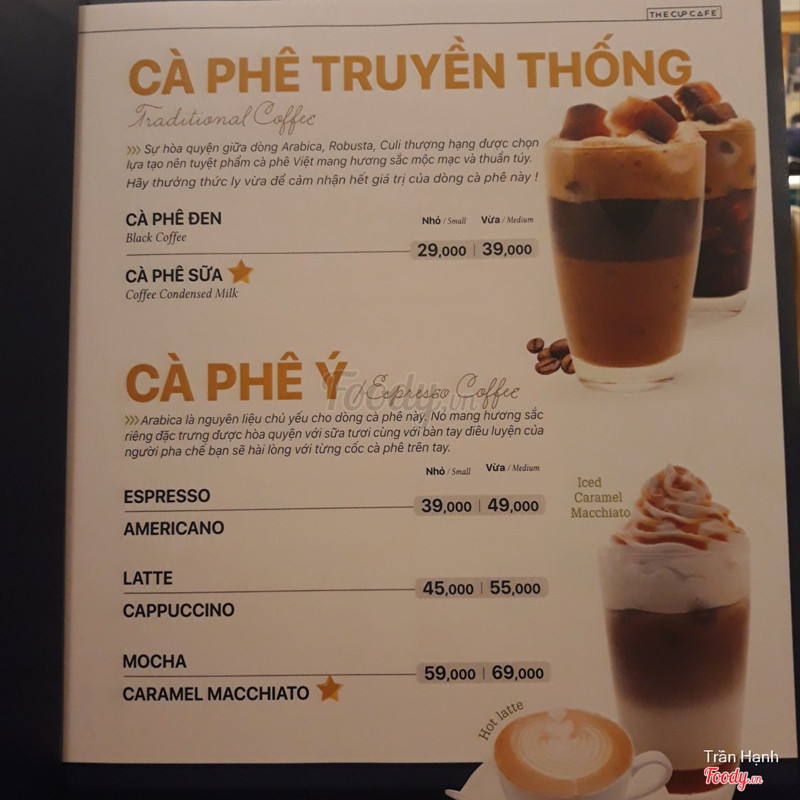 THE CUP CAFE
CÀ PHÊ TRUYỀN THỐNG
Traditional Coffee
>>> Sự hòa quyện giữa dòng Arabica, Robusta, Culi thượng hạng được chọn
lựa tạo nên tuyệt phẩm cà phê Việt mang hương sắc mộc mạc và thuần túy.
Hãy thưởng thức ly vừa để cảm nhận hết giá trị của dòng cà phê này !
CÀ PHÊ ĐEN Nhỏ / Small Vừa / Medium
Black Coffee
29,000 | 39,000
CÀ PHÊ SỮA
Coffee Condensed Milk
CÀ PHÊ Ý / Espresso Coffee
Foody.vn
>>> Arabica là nguyên liệu chủ yếu cho dòng cà phê này. Nó mang hương sắc
riêng đặc trưng được hòa quyện với sữa tươi cùng với bàn tay điêu luyện của
người pha chế bạn sẽ hài lòng với từng cốc cà phê trên tay.
Nhỏ / Small Vừa / Medium
ESPRESSO
39,000 | 49,000
AMERICANO
LATTE
45,000 | 55,000
CAPPUCCINO
MOCHA
59,000 | 69,000
CARAMEL MACCHIATO
Iced
Caramel
Macchiato
Hot latte
Trần Hạnh
Foody.vn